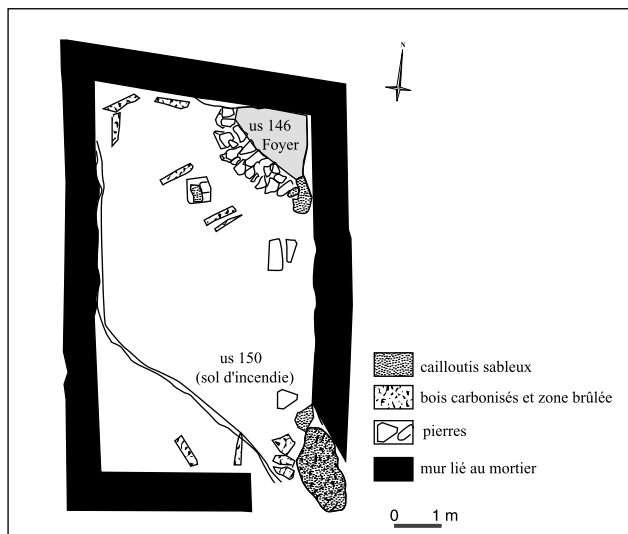 N
us 146
Foyer
us 150
(sol d'incendie)
cailloutis sableux
bois carbonisés et zone brûlée
pierres
mur lié au mortier
0 1 m